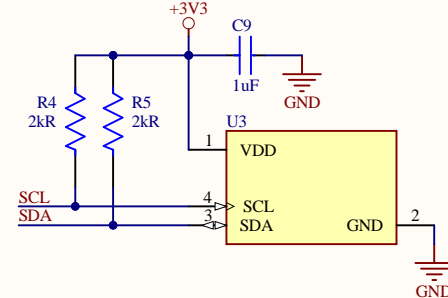 +3V3
C9
1uF
GND
R4
2kR
R5
2kR
U3
1
VDD
SCL
4
SCL
SDA
3
SDA
GND
2
GND